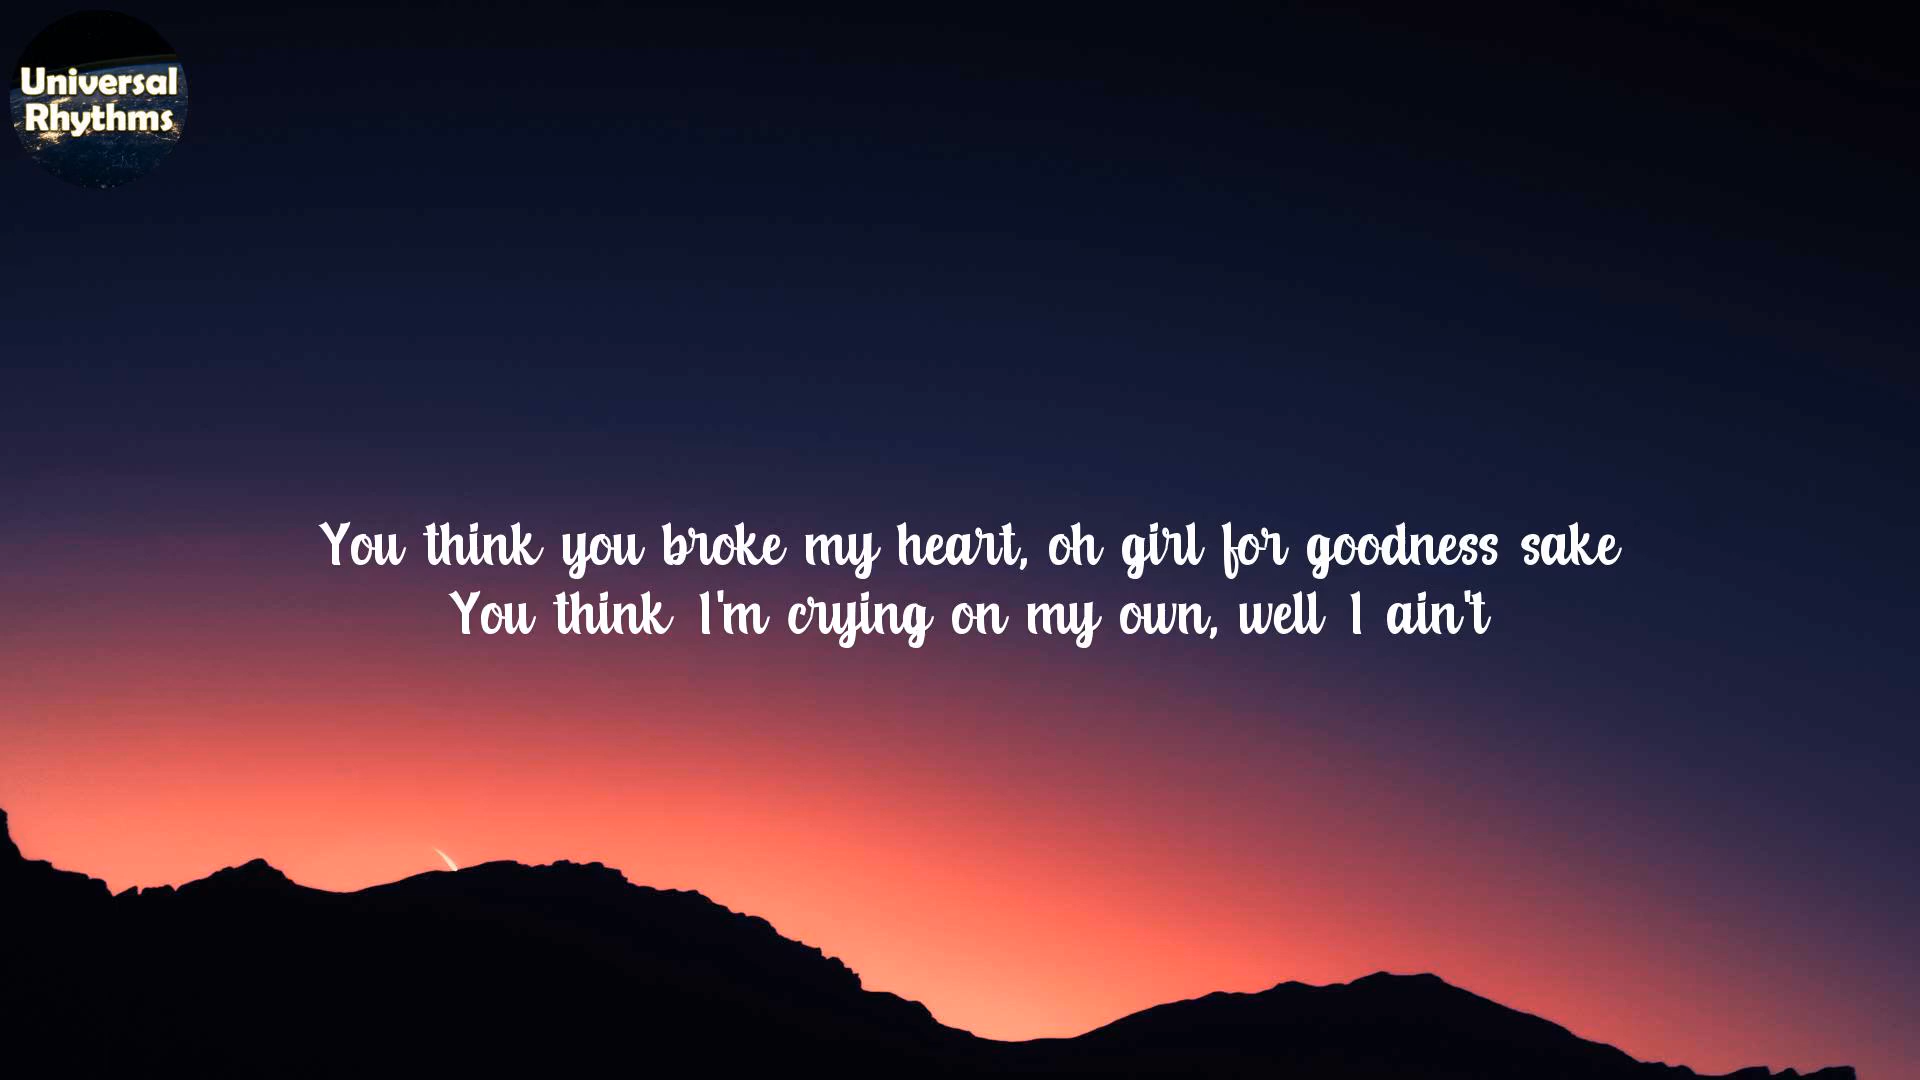 Universal
Rhythms
You think you broke my heart, oh girl for goodness sake
You think I'm crying on my own, well I ain't